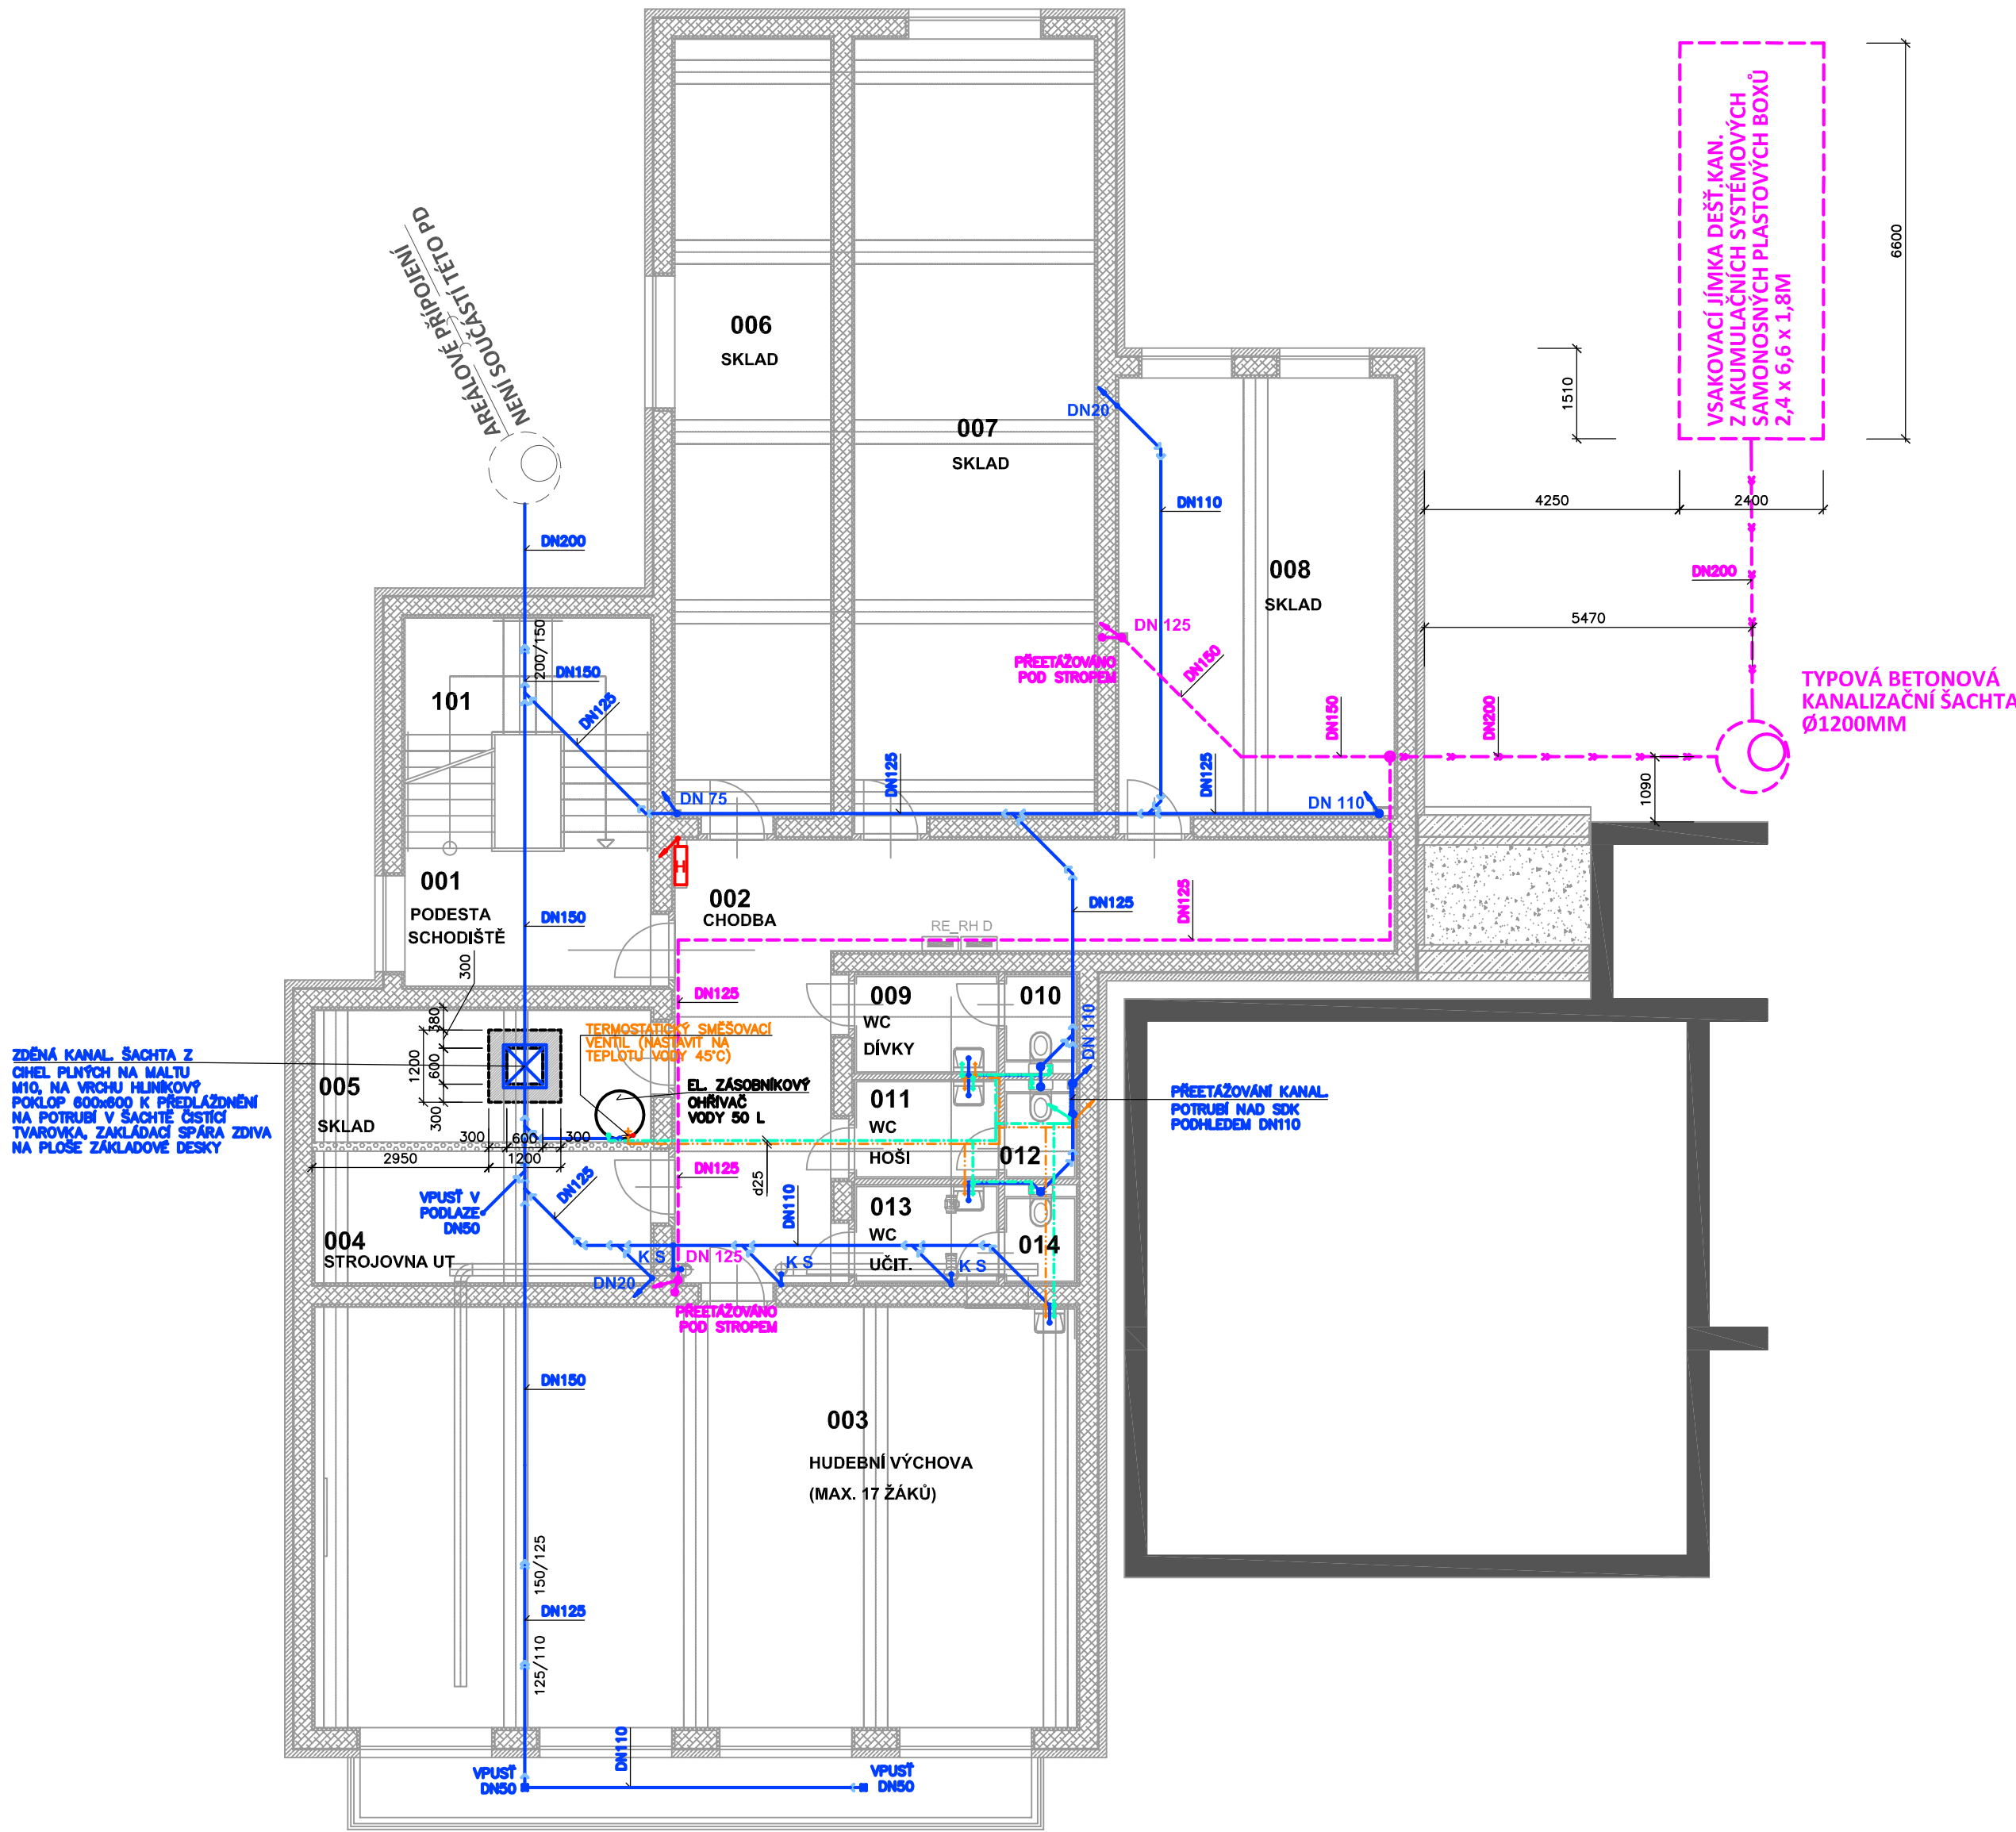 VSAKOVACÍ JÍMKA DEŠŤ.KAN.
Z AKUMULAČNÍCH SYSTÉMOVÝCH
SAMONOSNÝCH PLASTOVÝCH BOXŮ
2,4 x 6,6 x 1,8M
6600
AREÁLOVÉ PŘIPOJENÍ
NENÍ SOUČÁSTÍ TÉTO PD
006
SKLAD
007
SKLAD
DN20
1510
DN110
4250
2400
DN200
008
SKLAD
DN200
5470
DN 125
PŘEETÁŽOVÁNO
POD STROPEM
DN150
200/150
DN150
DN125
101
DN150
DN200
TYPOVÁ BETONOVÁ
KANALIZAČNÍ ŠACHTA
Ø1200MM
DN 75
DN125
DN125
DN 110
1090
001
PODESTA
SCHODIŠTĚ
DN150
002
CHODBA
H
DN125
DN125
RE_RH D
300
380
1200
600
300
DN125
009
WC
DÍVKY
010
DN 110
ZDĚNÁ KANAL. ŠACHTA Z
CIHEL PLNÝCH NA MALTU
M10, NA VRCHU HLINÍKOVÝ
POKLOP 600x600 K PŘEDLÁŽDNĚNÍ
NA POTRUBÍ V ŠACHTĚ ČISTÍCÍ
TVAROVKA, ZAKLÁDACÍ SPÁRA ZDIVA
NA PLOŠE ZÁKLADOVÉ DESKY
TERMOSTATICKÝ SMĚŠOVACÍ
VENTIL (NASTAVIT NA
TEPLOTU VODY 45°C)
EL. ZÁSOBNÍKOVÝ
OHŘÍVAČ
VODY 50 L
005
SKLAD
011
WC
HOŠI
012
PŘEETÁŽOVÁNÍ KANAL.
POTRUBÍ NAD SDK
PODHLEDEM DN110
300
600
300
2950
1200
DN125
d25
DN125
VPUSŤ V
PODLAZE
DN50
DN110
013
WC
UČIT.
014
004
STROJOVNA UT
K S
DN 125
K S
K S
DN20
PŘEETÁŽOVÁNO
POD STROPEM
DN150
003
HUDEBNÍ VÝCHOVA
(MAX. 17 ŽÁKŮ)
150/125
DN125
125/110
DN110
VPUSŤ
DN50
VPUSŤ
DN50